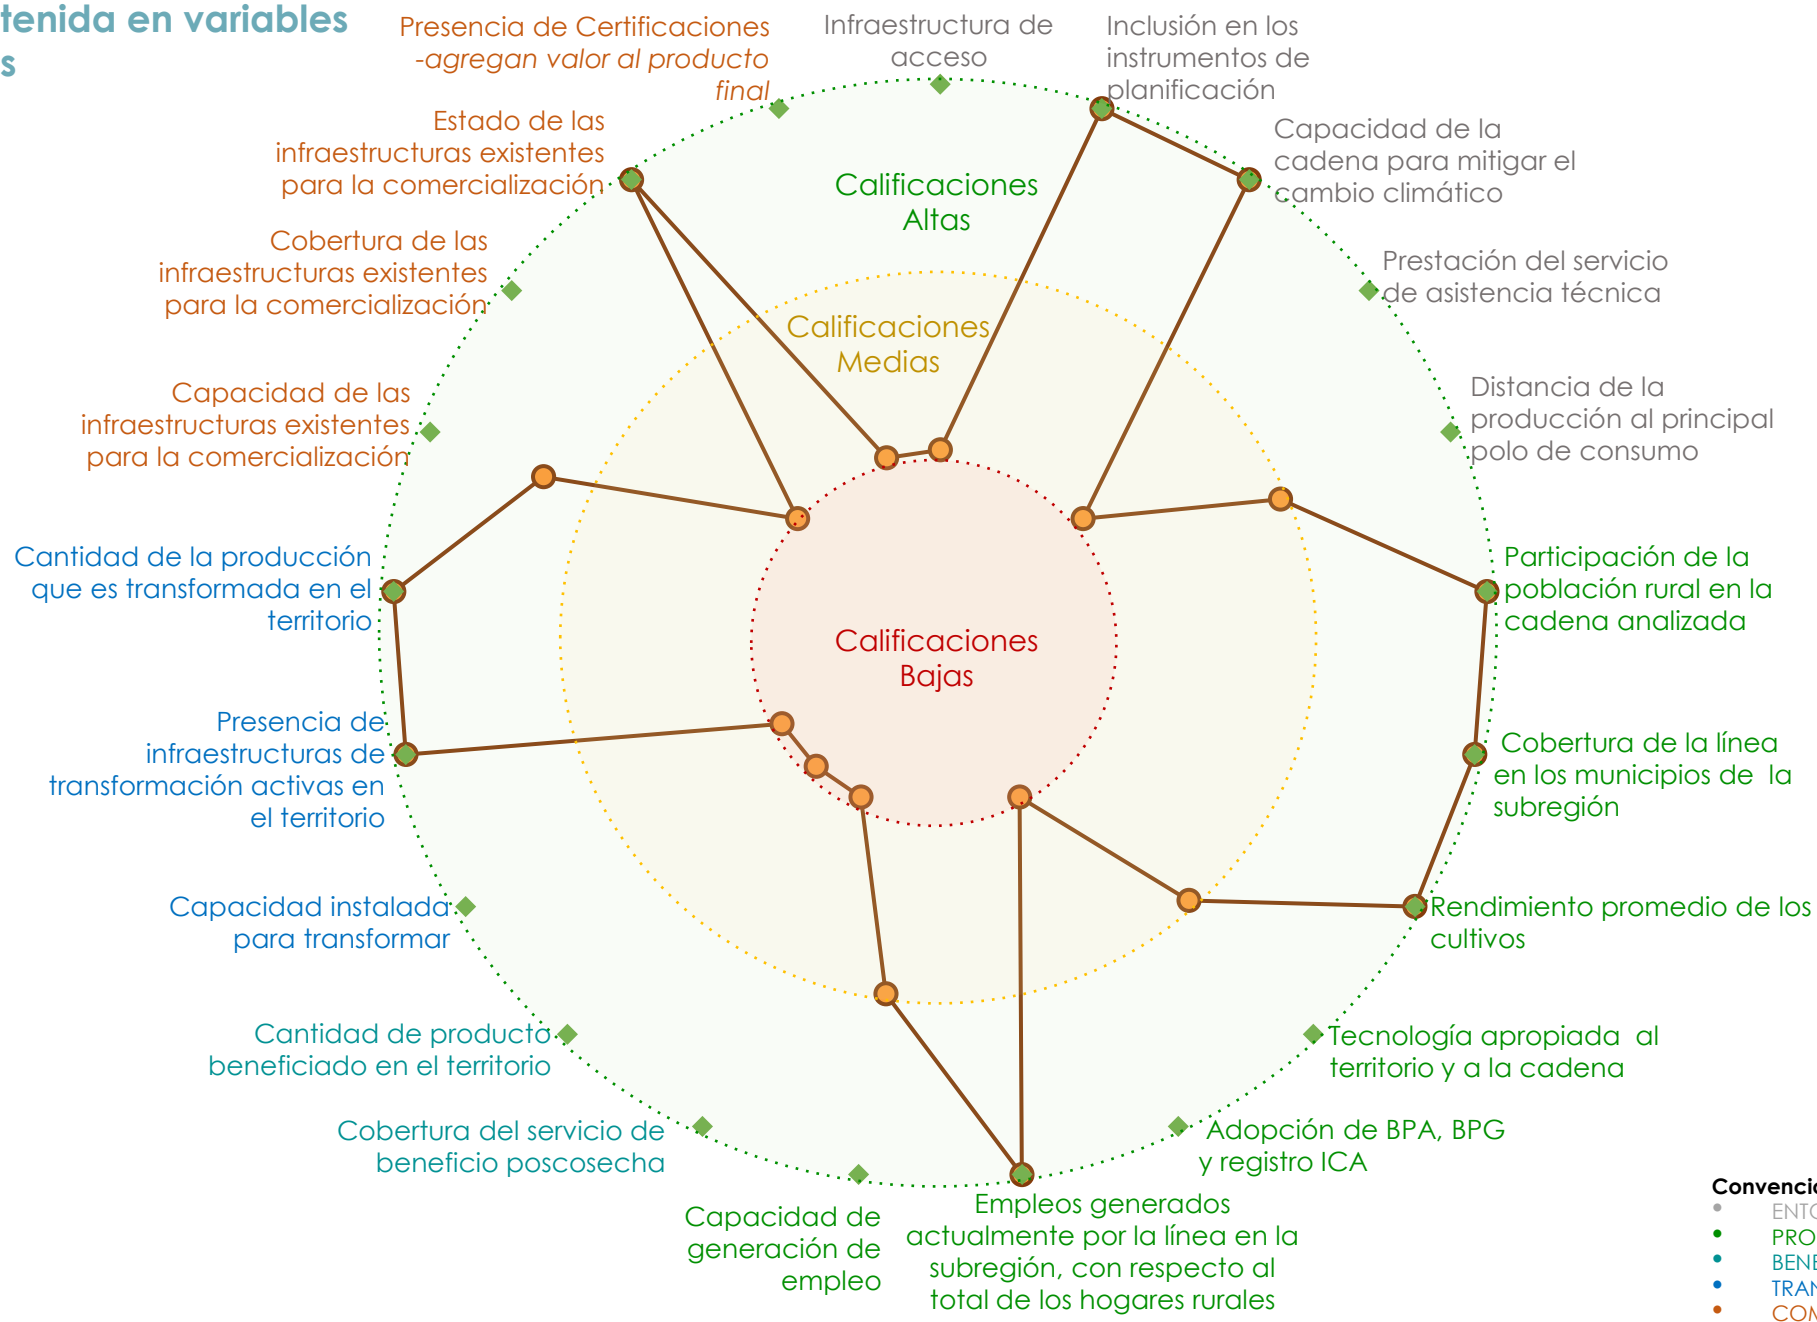 tenida en variables
s
Presencia de Certificaciones
-agregan valor al producto
final
Infraestructura de
acceso
Inclusión en los
instrumentos de
planificación
Estado de las
infraestructuras existentes
para la comercialización
Capacidad de la
cadena para mitigar el
cambio climático
Calificaciones
Altas
Cobertura de las
infraestructuras existentes
para la comercialización
Prestación del servicio
de asistencia técnica
Calificaciones
Medias
Capacidad de las
infraestructuras existentes
para la comercialización
Distancia de la
producción al principal
polo de consumo
Cantidad de la producción
que es transformada en el
territorio
Participación de la
población rural en la
cadena analizada
Calificaciones
Bajas
Presencia de
infraestructuras de
transformación activas en
el territorio
Cobertura de la línea
en los municipios de la
subregión
Capacidad instalada
para transformar
Rendimiento promedio de los
cultivos
Cantidad de producto
beneficiado en el territorio
Tecnología apropiada al
territorio y a la cadena
Cobertura del servicio de
beneficio poscosecha
Adopción de BPA, BPG
y registro ICA
Capacidad de
generación de
empleo
Empleos generados
actualmente por la línea en la
subregión, con respecto al
total de los hogares rurales